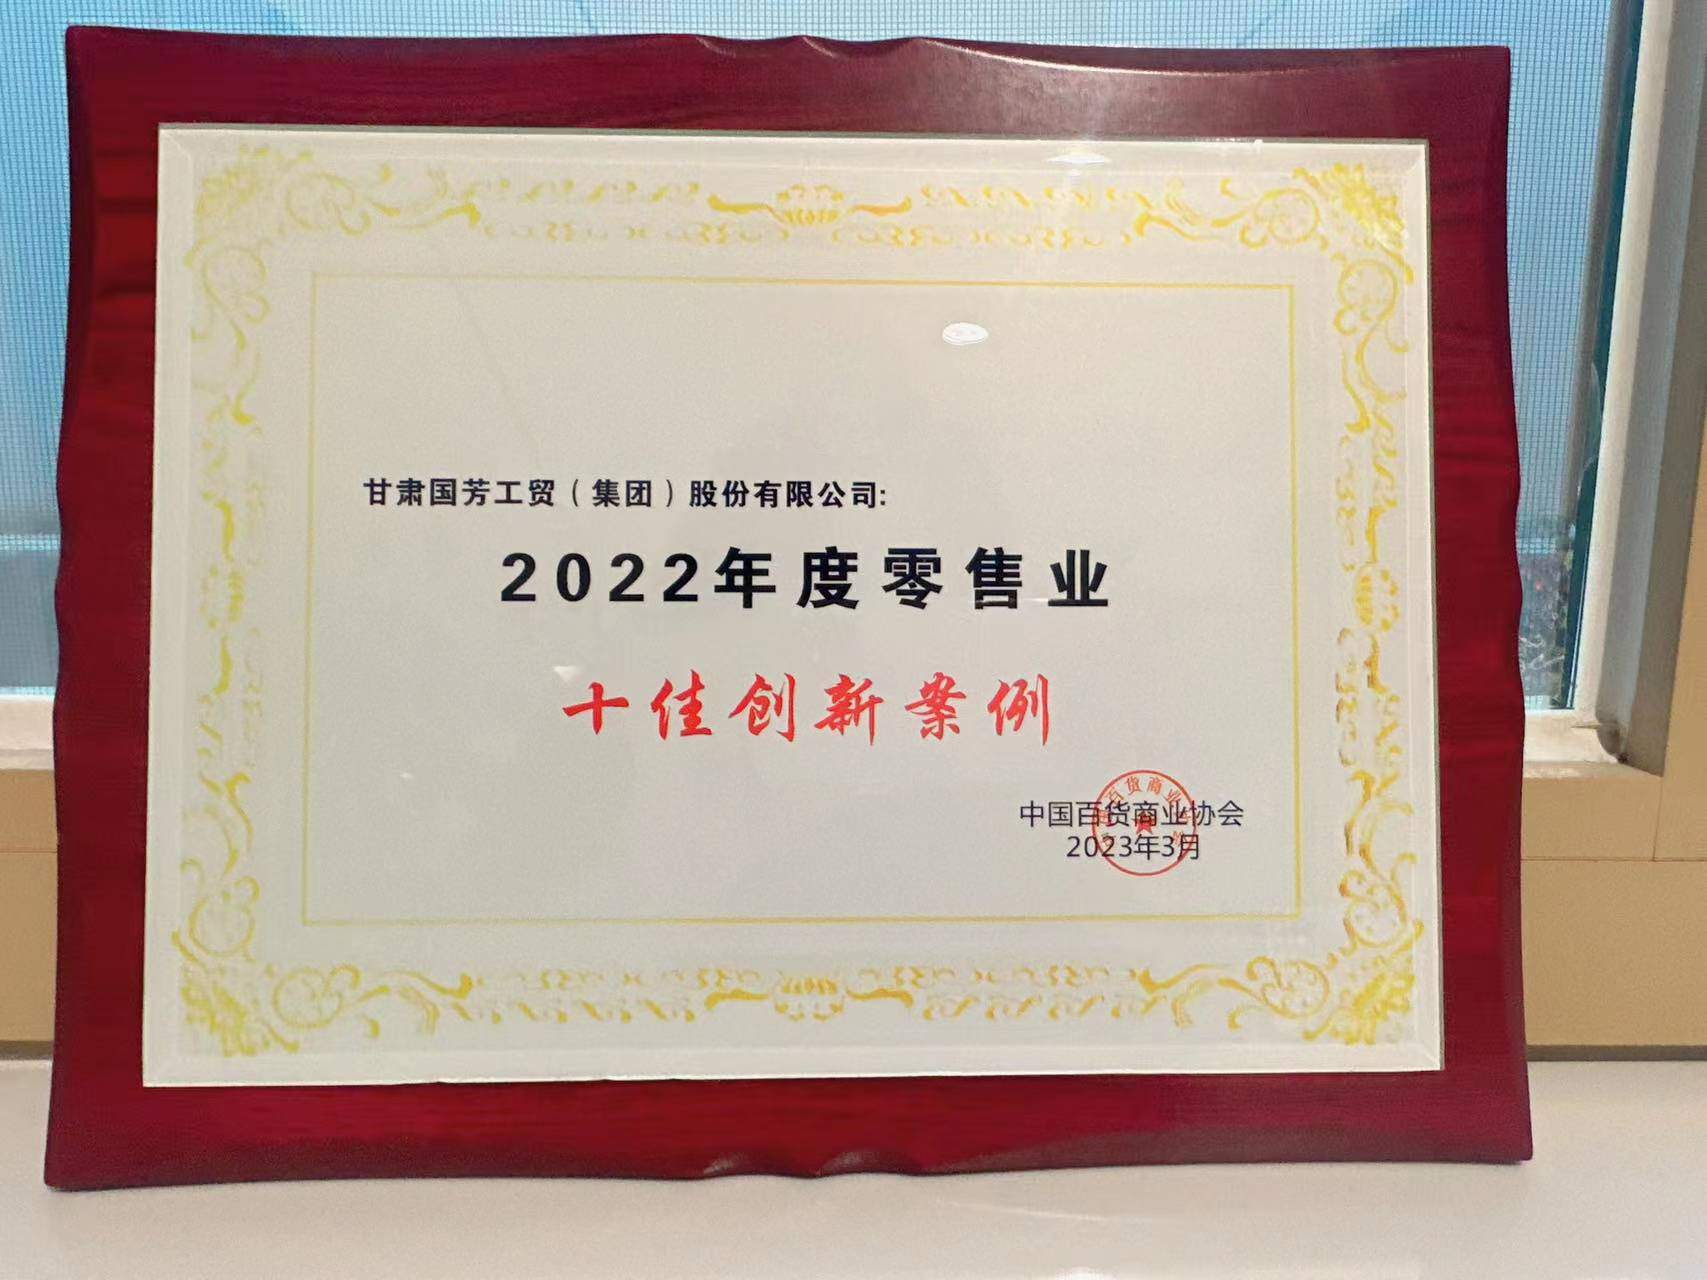 甘肃国芳工贸（集团）股份有限公司:
2022年度零售业
十佳创新案例
中国百货商业协会
2023年3月